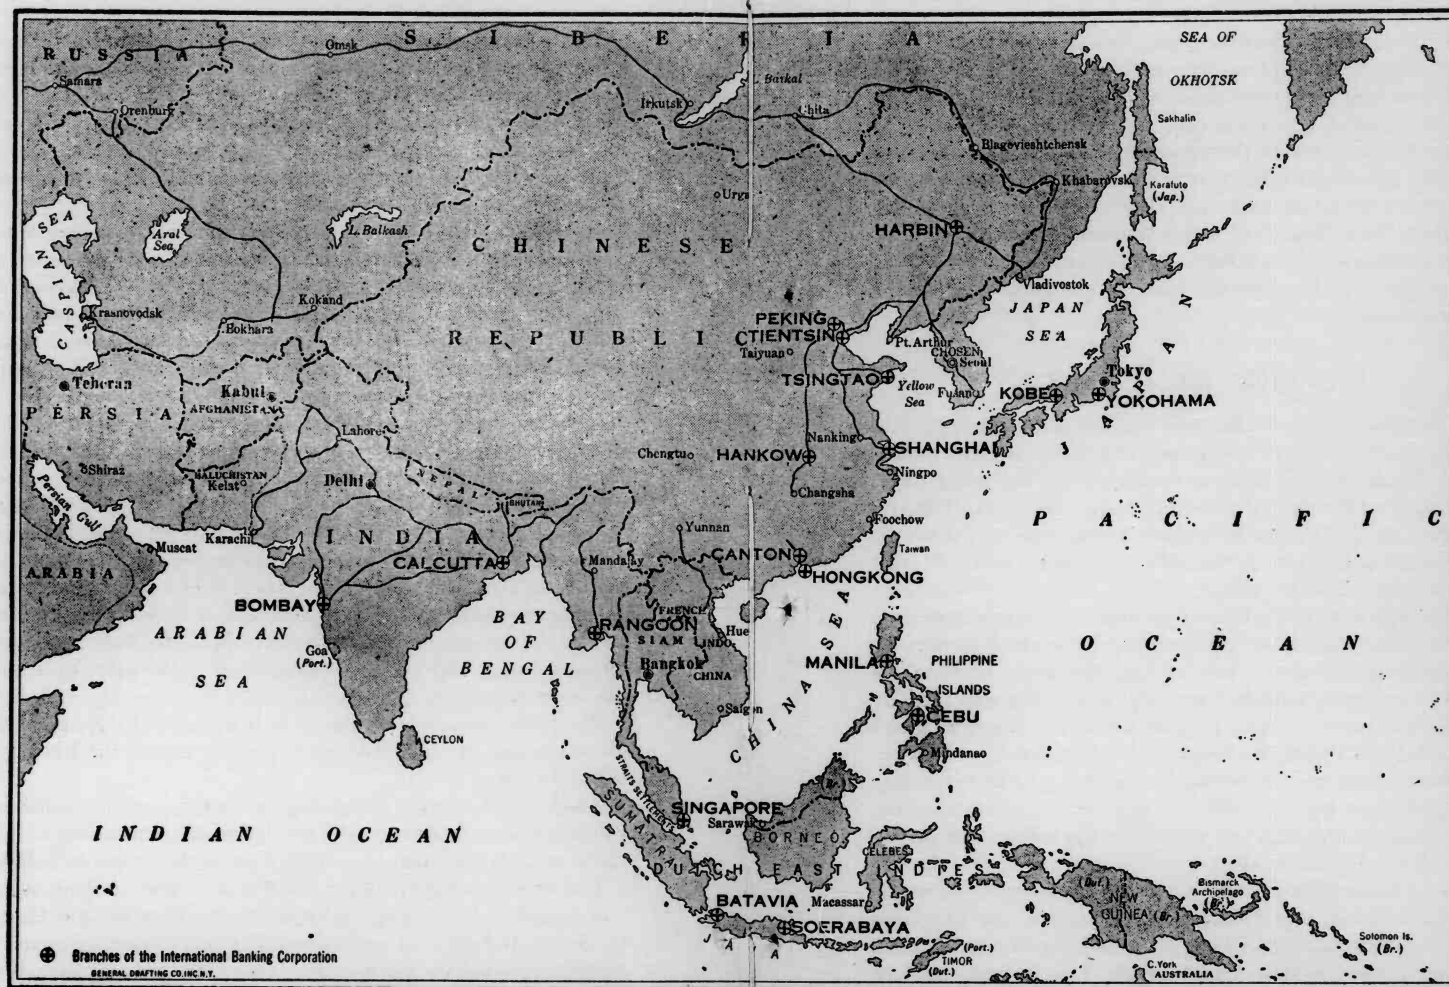 RUSSIA
SIBERIA
SEA OF
OKHOTSK
Omsk
Samara
Orenburg
Irkutsk
Chita
Sakhalin
Blagovieshtchensk
Khabarovsk
Karafuto
(Jap.)
CASPIAN SEA
Aral
Sea
L. Balkash
CHINESE
HARBIN
Vladivostok
Krasnovodsk
Kokand
Bokhara
REPUBLIC
PEKING
TIENTSIN
Taiyuan
Pt. Arthur
CHOSEN
Seoul
JAPAN
SEA
JAPAN
Teheran
Kabul
AFGHANISTAN
PERSIA
TSINGTAO
Yellow
Sea
Fusan
KOBE
Tokyo
YOKOHAMA
Lahore
Nanking
SHANGHAI
Chengtu
HANKOW
Ningpo
Shiraz
BALUCHISTAN
Kelat
Delhi
NEPAL
BHUTAN
Changsha
Persian Gulf
Karachi
INDIA
Yunnan
Foochow
PACIFIC
Muscat
CALCUTTA
Mandalay
CANTON
Taiwan
ARABIA
HONGKONG
BOMBAY
ARABIAN
SEA
BAY
OF
BENGAL
RANGOON
FRENCH
SIAM
INDO
Hue
CHINA
OCEAN
Goa
(Port.)
Bangkok
MANILA
PHILIPPINE
ISLANDS
Saigon
CEBU
CEYLON
CHINA SEA
Mindanao
STRAITS SETTLEMENTS
(Br.)
SINGAPORE
Sarawak
SUMATRA
BORNEO
CELEBES
INDIAN OCEAN
DUTCH EAST INDIES
BATAVIA
Macassar
(Dut.)
NEW
GUINEA (Br.)
Bismarck
Archipelago
(Br.)
SOERABAYA
Solomon Is.
(Br.)
(Port.)
TIMOR
(Dut.)
C. York
AUSTRALIA
Branches of the International Banking Corporation
GENERAL DRAFTING CO. INC. N.Y.